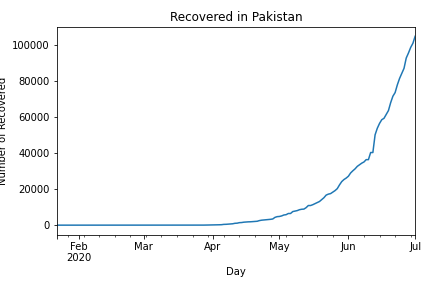 Recovered in Pakistan
Number of Recovered
100000
80000
60000
40000
20000
0
Feb
2020
Mar
Apr
May
Jun
Jul
Day